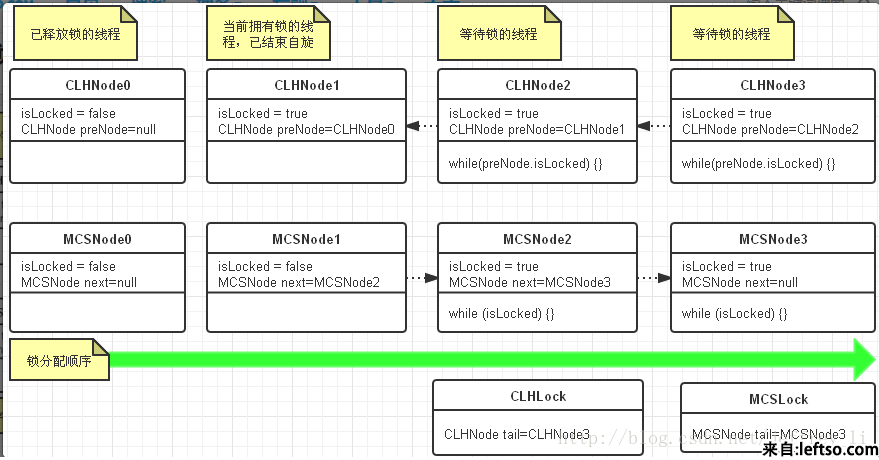 已释放锁的线程
当前拥有锁的线
程，已结束自旋
等待锁的线程
等待锁的线程
CLHNode0
isLocked = false
CLHNode preNode=null
CLHNode1
isLocked = true
CLHNode preNode=CLHNode0
CLHNode2
isLocked = true
CLHNode preNode=CLHNode1
while(preNode.isLocked) {}
CLHNode3
isLocked = true
CLHNode preNode=CLHNode2
while(preNode.isLocked) {}
MCSNode0
isLocked = false
MCSNode next=null
MCSNode1
isLocked = false
MCSNode next=MCSNode2
MCSNode2
isLocked = true
MCSNode next=MCSNode3
while (isLocked) {}
MCSNode3
isLocked = true
MCSNode next=null
while (isLocked) {}
锁分配顺序
CLHLock
CLHNode tail=CLHNode3
MCSLock
MCSNode tail=MCSNode3
来自:leftso.com